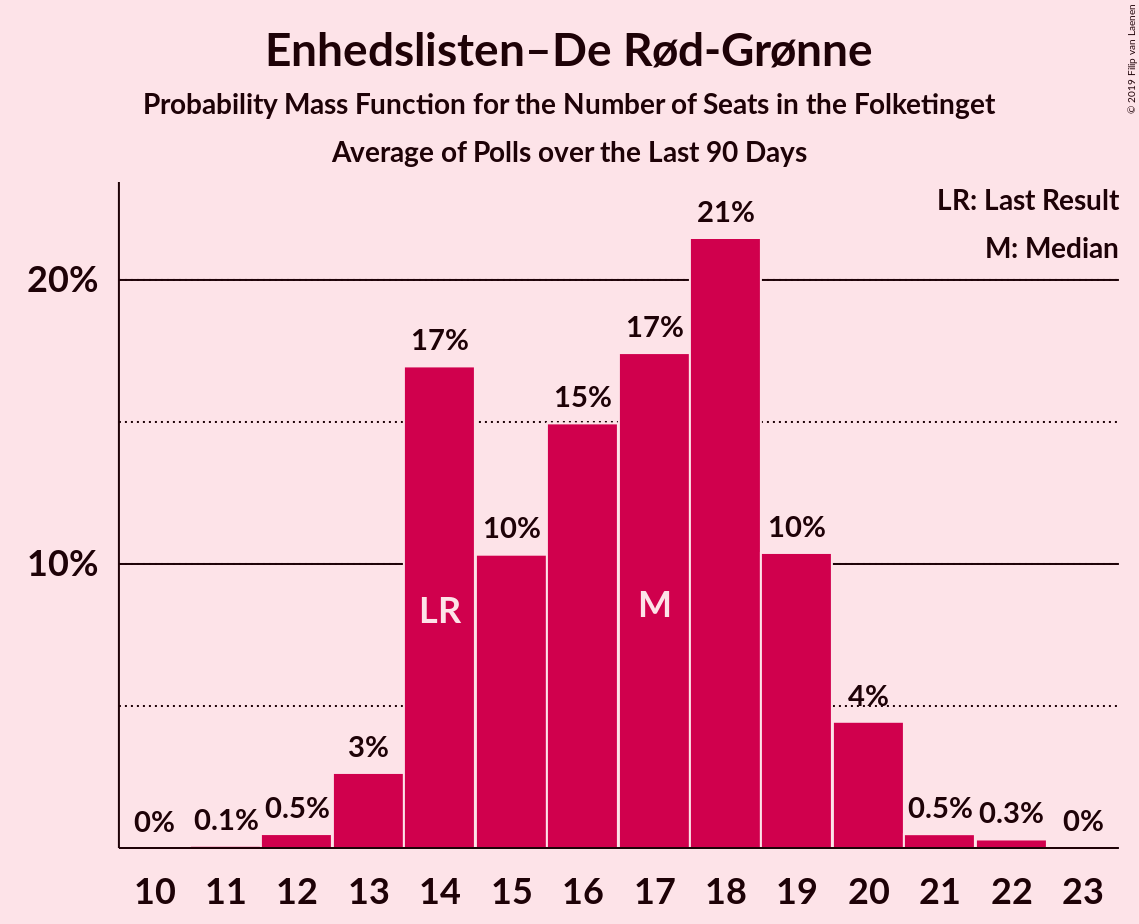 Enhedslisten–De Rød-Grønne
Probability Mass Function for the Number of Seats in the Folketinget
Average of Polls over the Last 90 Days
© 2019 Filip van Laenen
LR: Last Result
M: Median
20%
10%
0%
0.1%
0.5%
3%
17%
10%
15%
17%
21%
10%
4%
0.5%
0.3%
0%
LR
M
10 11 12 13 14 15 16 17 18 19 20 21 22 23